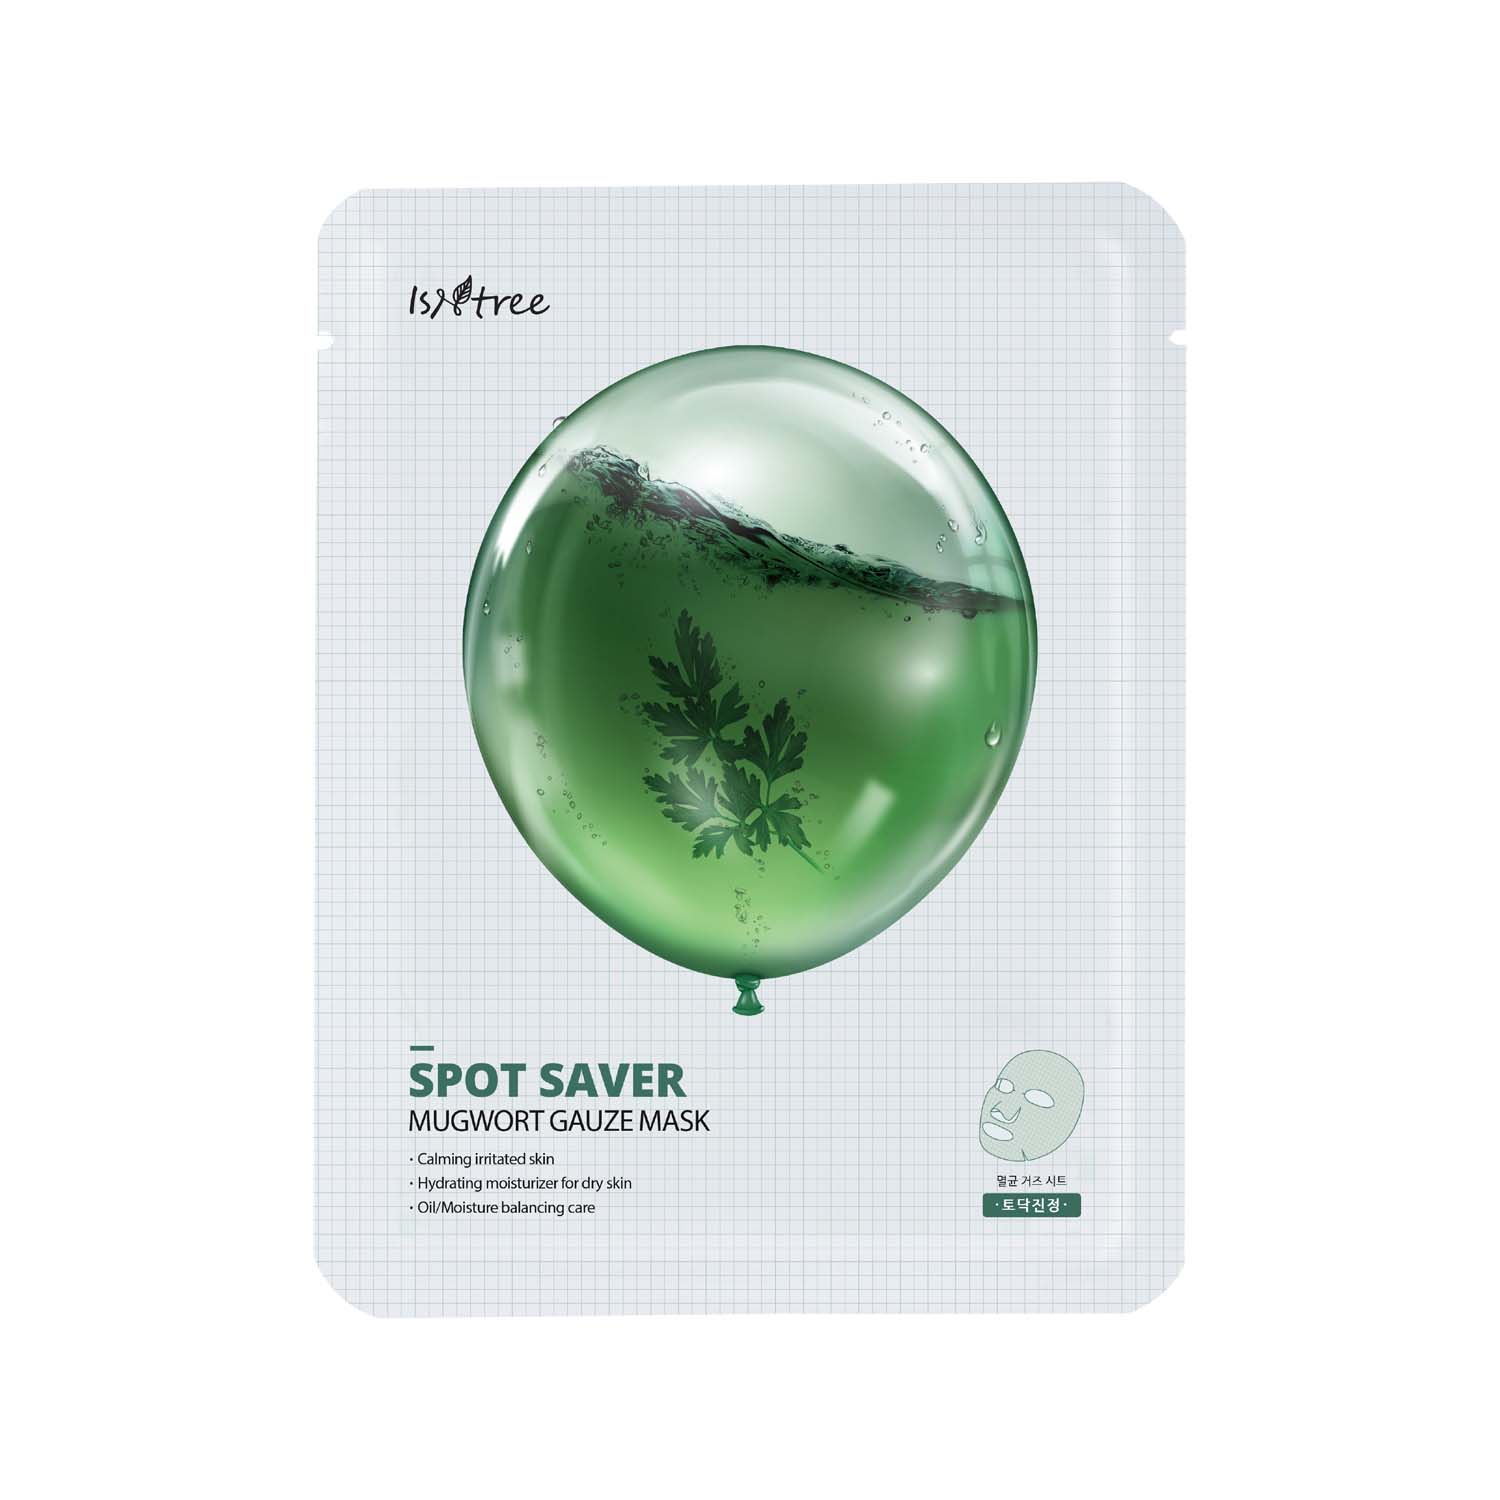 Isntree
SPOT SAVER
MUGWORT GAUZE MASK
· Calming irritated skin
· Hydrating moisturizer for dry skin
· Oil/Moisture balancing care
멸균 거즈 시트
·토닥진정·